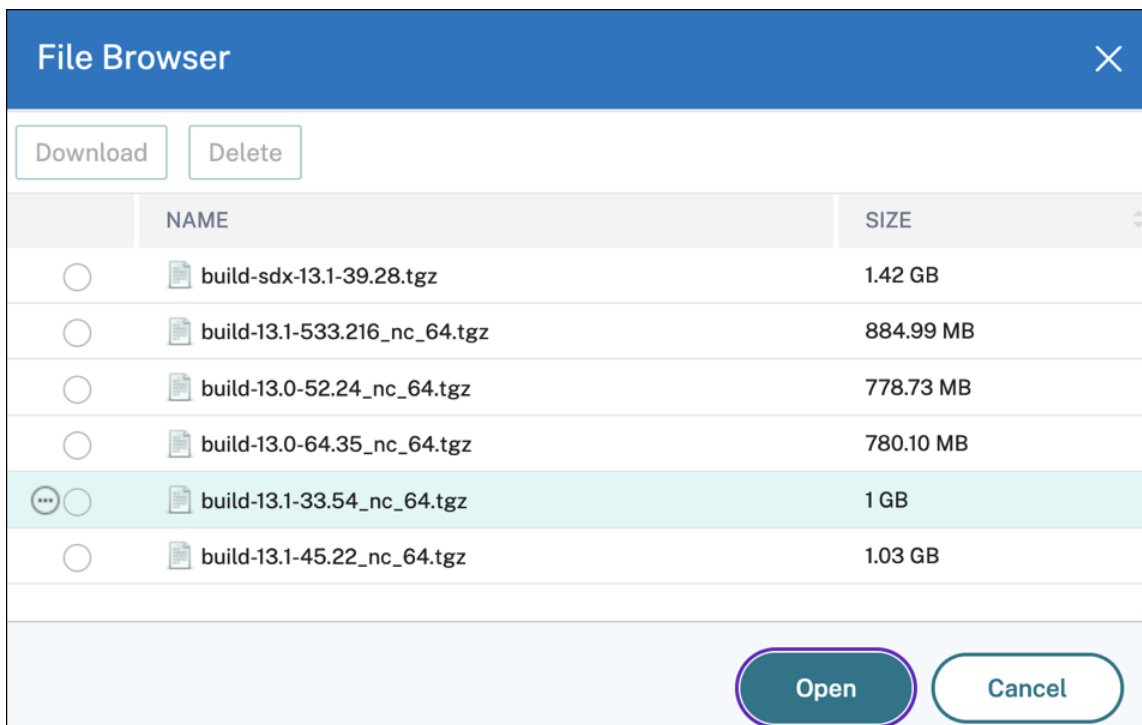 File Browser
Download Delete
NAME SIZE
build-sdx-13.1-39.28.tgz 1.42 GB
build-13.1-533.216_nc_64.tgz 884.99 MB
build-13.0-52.24_nc_64.tgz 778.73 MB
build-13.0-64.35_nc_64.tgz 780.10 MB
build-13.1-33.54_nc_64.tgz 1 GB
build-13.1-45.22_nc_64.tgz 1.03 GB
Open Cancel